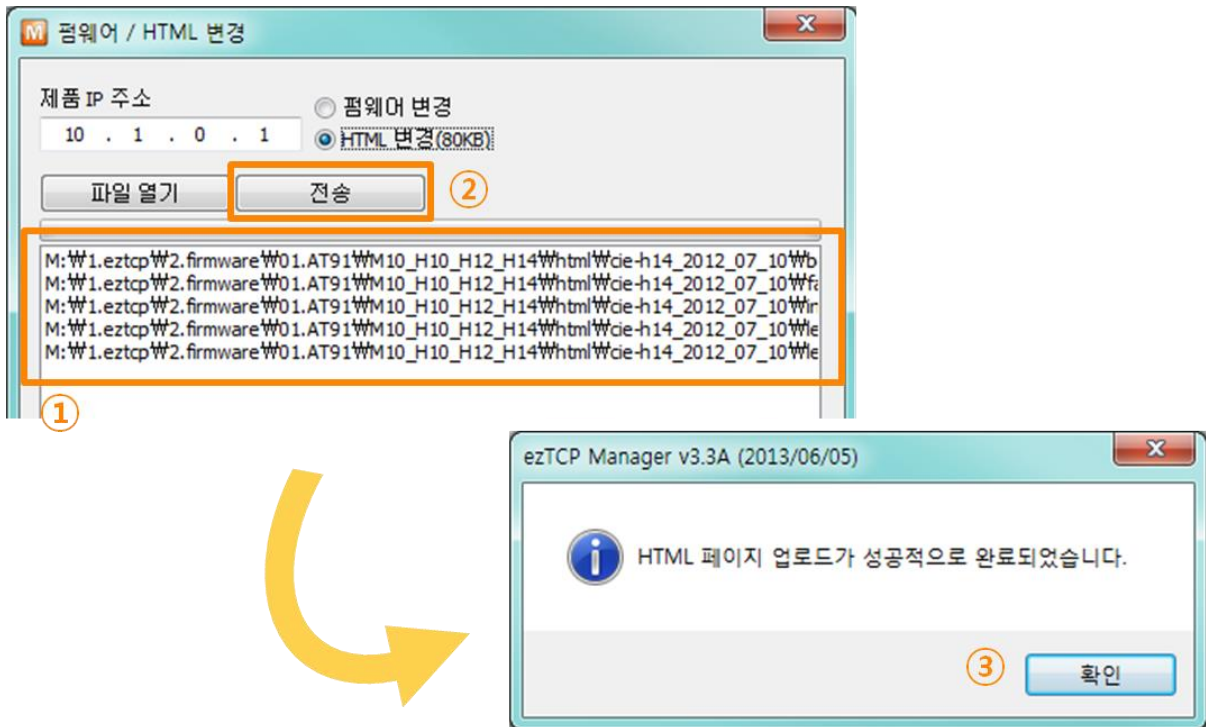 M 펌웨어 / HTML 변경
제품 IP 주소
펌웨어 변경
10 . 1 . 0 . 1
HTML 변경(80KB)
파일 열기
전송
②
M:₩1.eztcp₩2.firmware₩01.AT91₩M10_H10_H12_H14₩html₩cie-h14_2012_07_10₩b
M:₩1.eztcp₩2.firmware₩01.AT91₩M10_H10_H12_H14₩html₩cie-h14_2012_07_10₩fa
M:₩1.eztcp₩2.firmware₩01.AT91₩M10_H10_H12_H14₩html₩cie-h14_2012_07_10₩in
M:₩1.eztcp₩2.firmware₩01.AT91₩M10_H10_H12_H14₩html₩cie-h14_2012_07_10₩le
M:₩1.eztcp₩2.firmware₩01.AT91₩M10_H10_H12_H14₩html₩cie-h14_2012_07_10₩le
①
ezTCP Manager v3.3A (2013/06/05)
HTML 페이지 업로드가 성공적으로 완료되었습니다.
③
확인